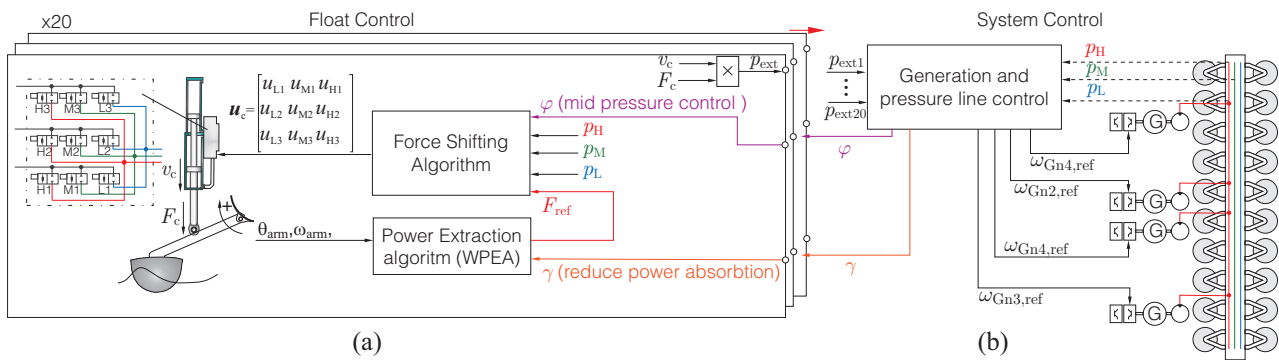 x20
Float Control
System Control
H3 M3 L3
H2 M2 L2
H1 M1 L1
u_c=
[u_L1 u_M1 u_H1
u_L2 u_M2 u_H2
u_L3 u_M3 u_H3]
v_c
F_c
+
θ_arm,ω_arm,
Force Shifting
Algorithm
Power Extraction
algoritm (WPEA)
v_c
F_c
×
p_ext
φ (mid pressure control )
p_H
p_M
p_L
F_ref
γ (reduce power absorbtion)
(a)
p_ext1
⋮
p_ext20
Generation and
pressure line control
p_H
p_M
p_L
φ
γ
ω_Gn4,ref
ω_Gn2,ref
ω_Gn4,ref
ω_Gn3,ref
G
G
G
G
(b)